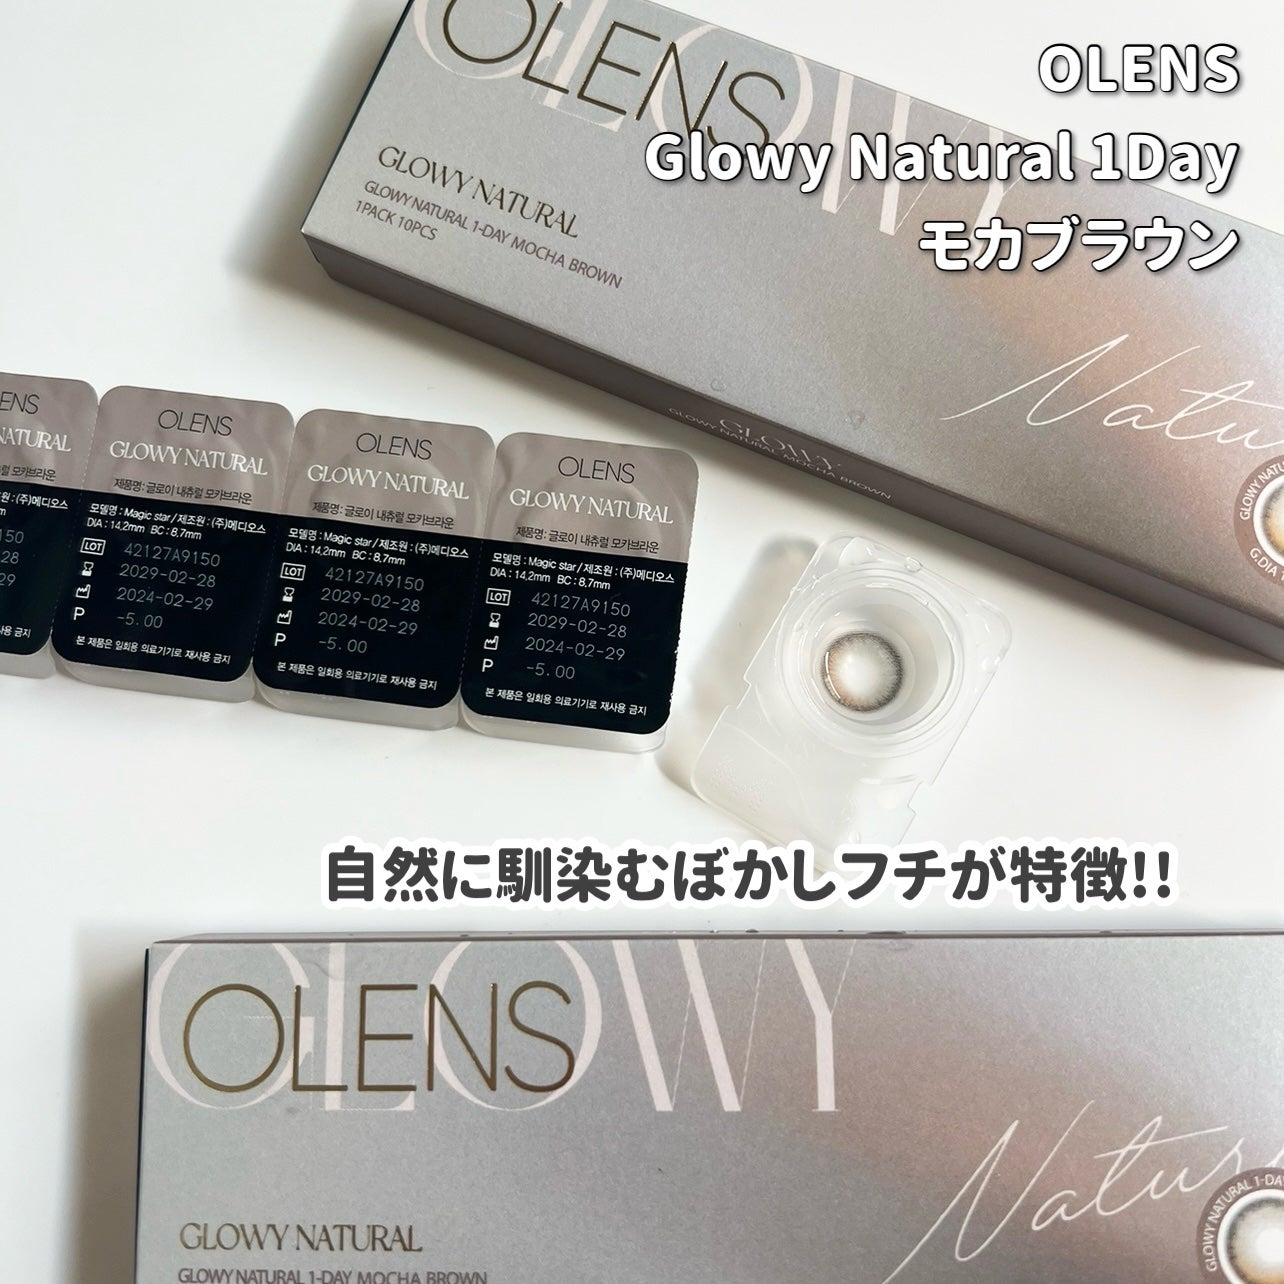 OLENS
Glowy Natural 1Day
モカブラウン
GLOWY
OLENS
GLOWY NATURAL
GLOWY NATURAL 1-DAY MOCHA BROWN
1PACK 10PCS
Natu
GLOWY
GLOWY NATURAL MOCHA BROWN
G.DIA
ENS
NATURAL
OLENS
GLOWY NATURAL
제품명: 글로이 내츄럴 모카브라운
모델명 : Magic star / 제조원 : (주)메디오스
DIA : 14.2mm BC : 8.7mm
LOT 42127A9150
2029-02-28
2024-02-29
P -5.00
본 제품은 일회용 의료기기로 재사용 금지
OLENS
GLOWY NATURAL
제품명: 글로이 내츄럴 모카브라운
모델명 : Magic star / 제조원 : (주)메디오스
DIA : 14.2mm BC : 8.7mm
LOT 42127A9150
2029-02-28
2024-02-29
P -5.00
본 제품은 일회용 의료기기로 재사용 금지
OLENS
GLOWY NATURAL
제품명: 글로이 내츄럴 모카브라운
모델명 : Magic star / 제조원 : (주)메디오스
DIA : 14.2mm BC : 8.7mm
LOT 42127A9150
2029-02-28
2024-02-29
P -5.00
본 제품은 일회용 의료기기로 재사용 금지
自然に馴染むぼかしフチが特徴!!
GLOWY
OLENS
Natur
GLOWY NATURAL
GLOWY NATURAL 1-DAY MOCHA BROWN
GLOWY NATURAL 1-DAY